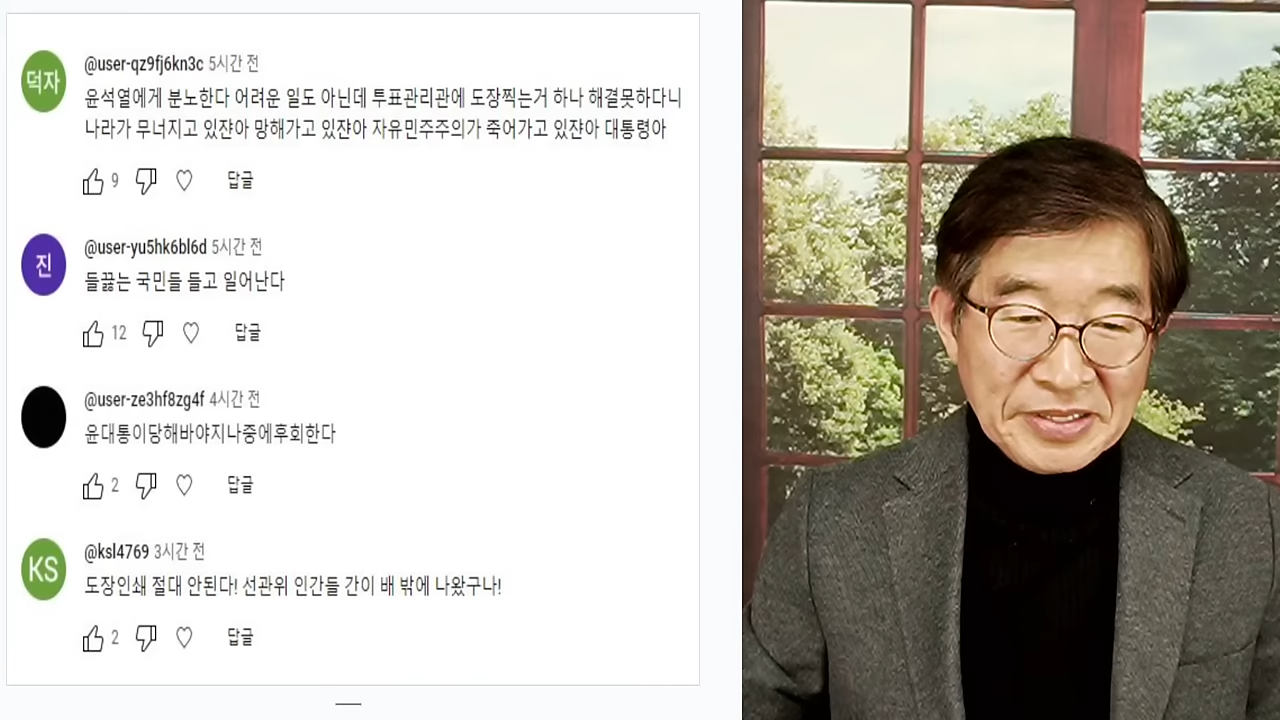 덕자
@user-qz9fj6kn3c 5시간 전
윤석열에게 분노한다 어려운 일도 아닌데 투표관리관에 도장찍는거 하나 해결못하다니
나라가 무너지고 있쟌아 망해가고 있쟌아 자유민주주의가 죽어가고 있쟌아 대통령아
9 답글
진
@user-yu5hk6bl6d 5시간 전
들끓는 국민들 들고 일어난다
12 답글
@user-ze3hf8zg4f 4시간 전
윤대통이당해바야지나중에후회한다
2 답글
KS
@ksl4769 3시간 전
도장인쇄 절대 안된다! 선관위 인간들 간이 배 밖에 나왔구나!
2 답글